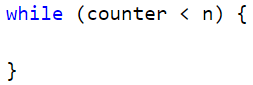 while (counter < n) {
}